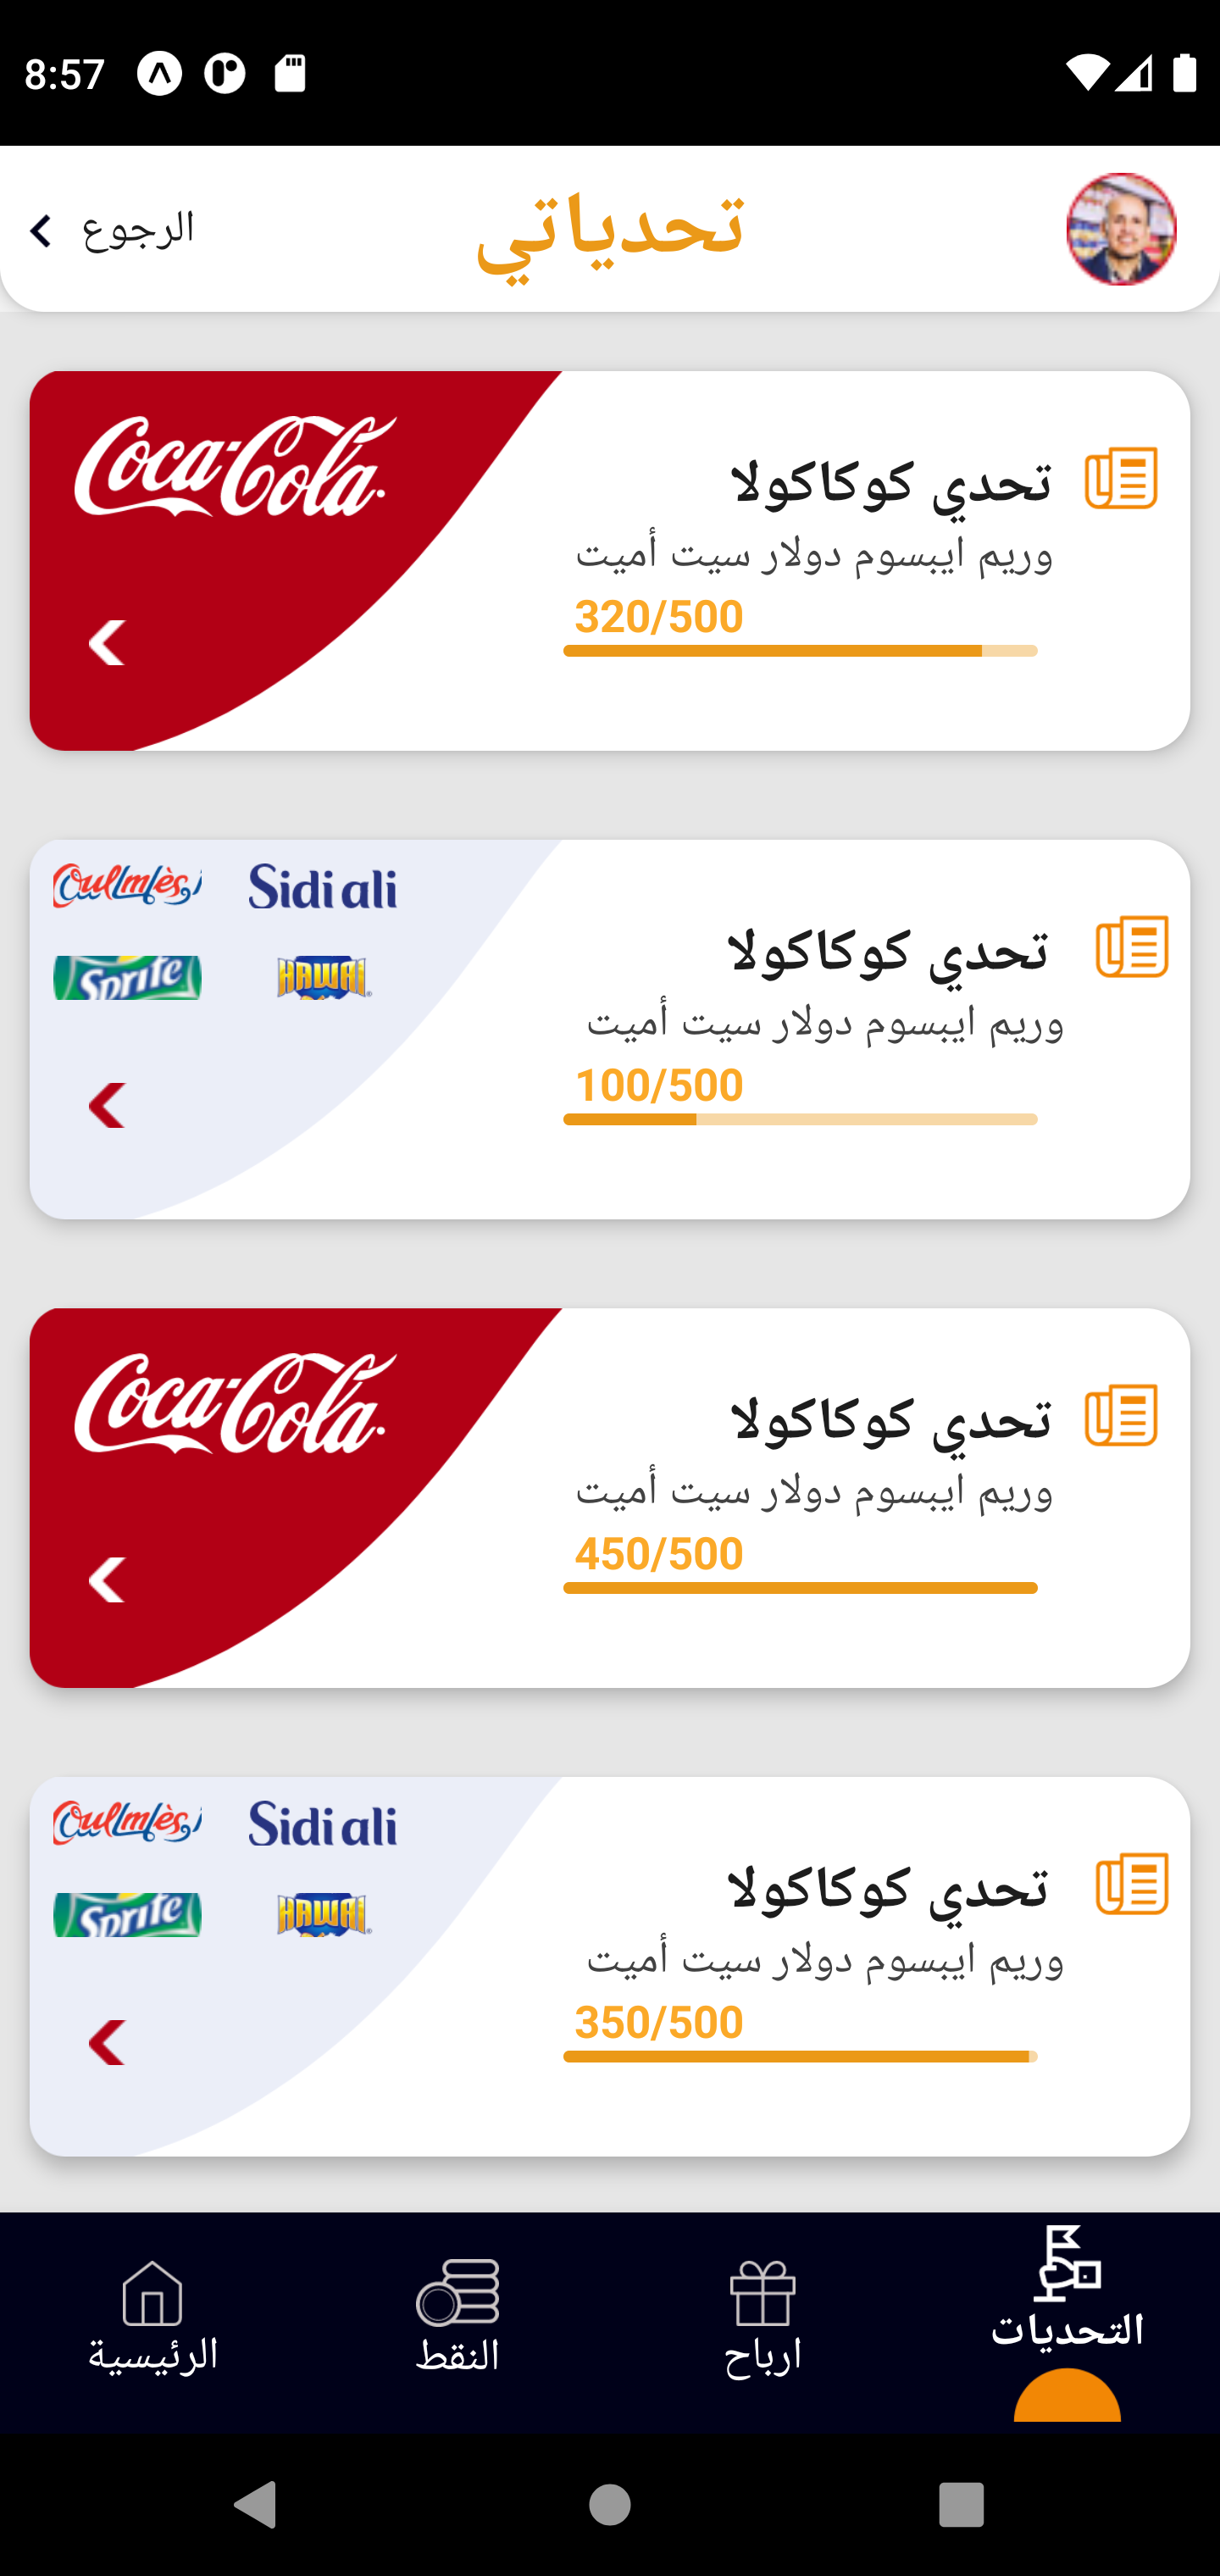 8:57
تحدياتي
الرجوع
Coca-Cola
تحدي كوكاكولا
وريم ايبسوم دولار سيت أميت
320/500
Oulmès
Sidi ali
Sprite
HAWAI
تحدي كوكاكولا
وريم ايبسوم دولار سيت أميت
100/500
Coca-Cola
تحدي كوكاكولا
وريم ايبسوم دولار سيت أميت
450/500
Oulmès
Sidi ali
Sprite
HAWAI
تحدي كوكاكولا
وريم ايبسوم دولار سيت أميت
350/500
التحديات
ارباح
النقط
الرئيسية